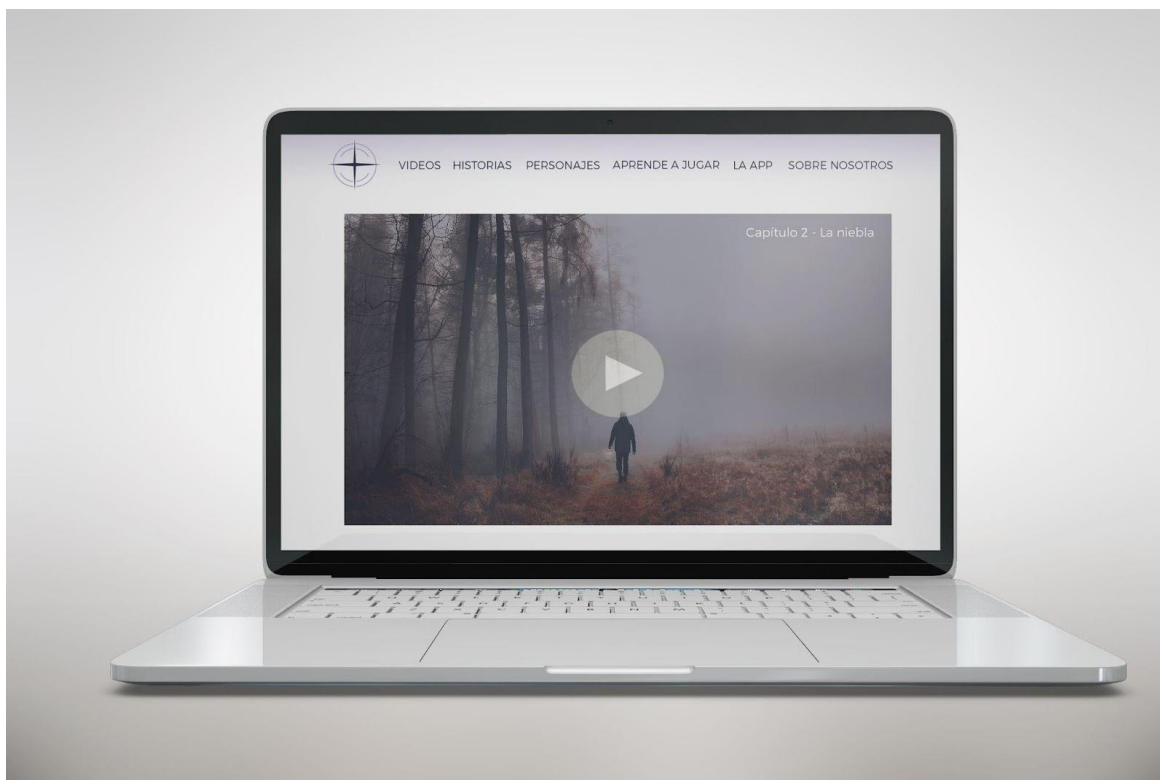 VIDEOS HISTORIAS PERSONAJES APRENDE A JUGAR LA APP SOBRE NOSOTROS
Capítulo 2 - La niebla